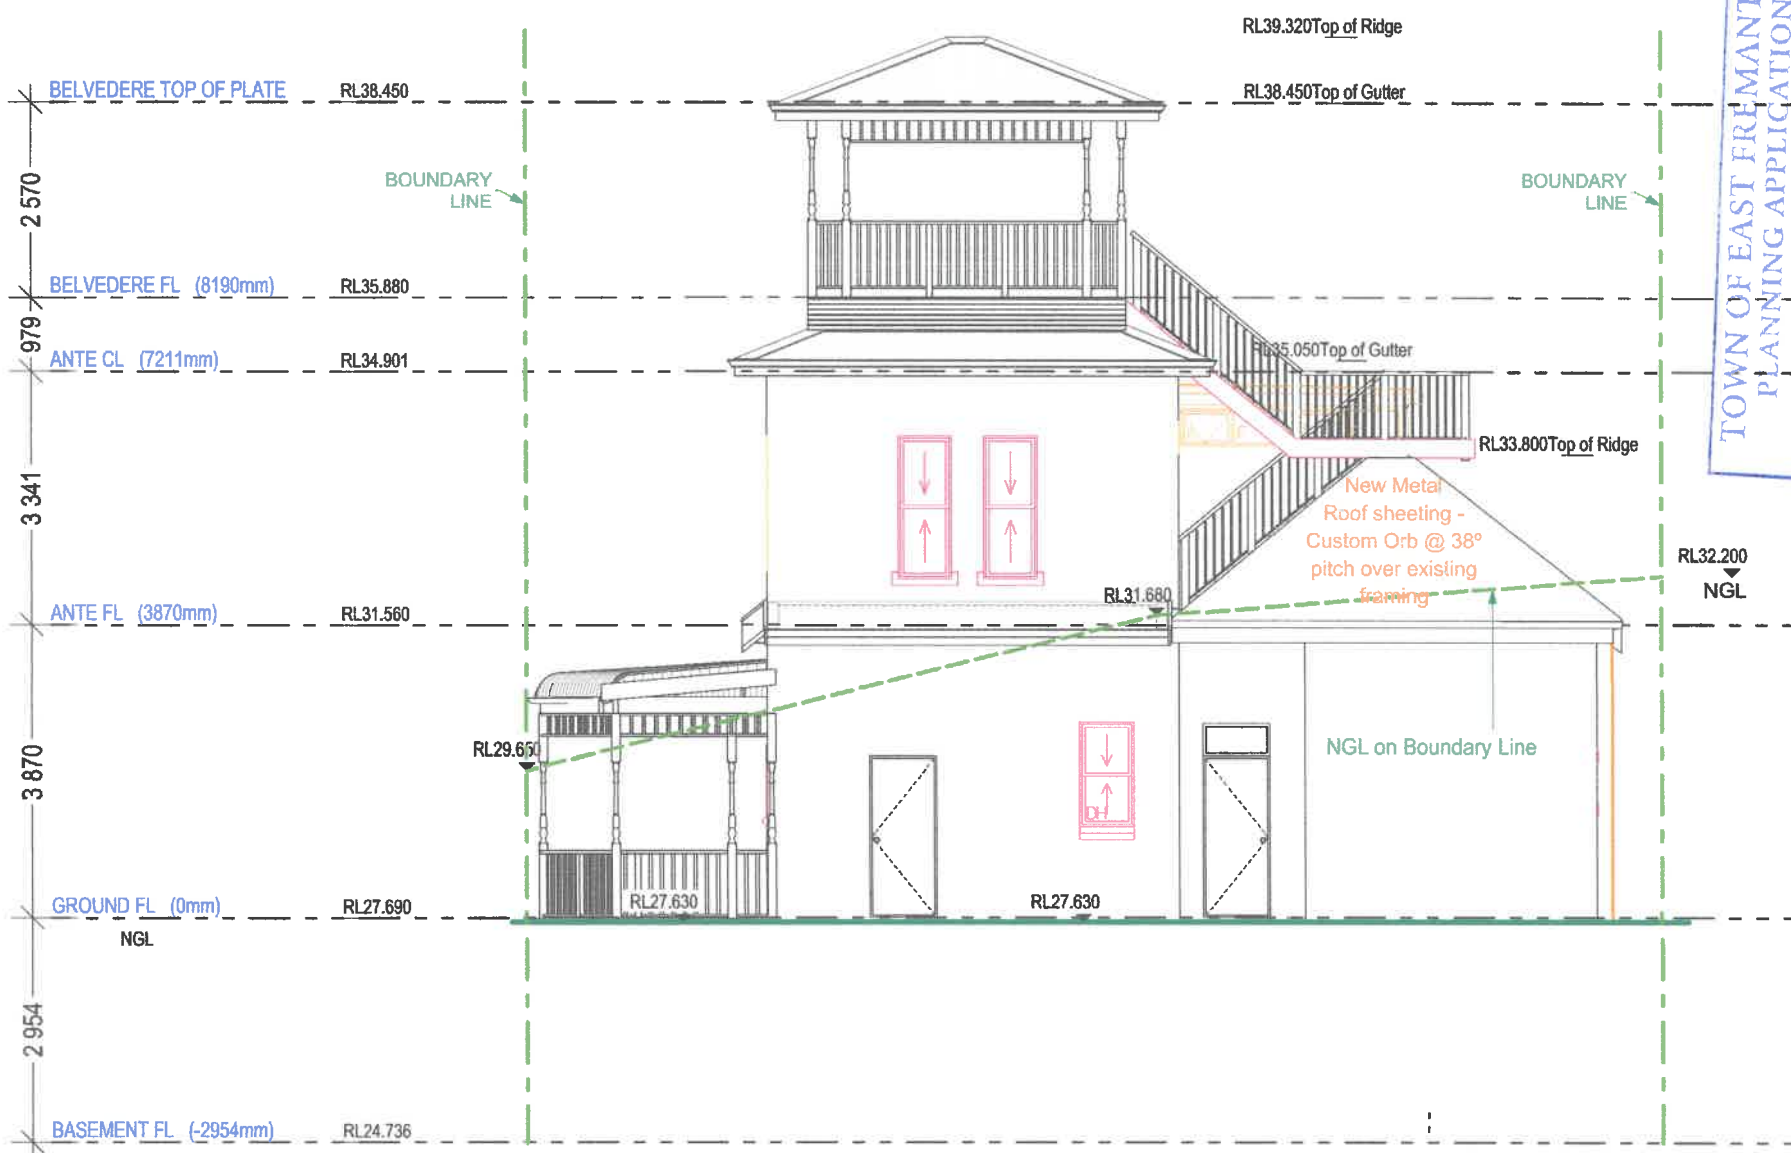 RL39.320Top of Ridge
BELVEDERE TOP OF PLATE RL38.450
RL38.450Top of Gutter
TOWN OF EAST FREMANT
PLANNING APPLICATION
2 570
BOUNDARY
LINE
BOUNDARY
LINE
BELVEDERE FL (8190mm) RL35.880
979
ANTE CL (7211mm) RL34.901
RL35.050Top of Gutter
3 341
RL33.800Top of Ridge
New Metal
Roof sheeting -
Custom Orb @ 38º
pitch over existing
framing
RL32.200
NGL
RL31.680
ANTE FL (3870mm) RL31.560
3 870
RL29.650
NGL on Boundary Line
DH
GROUND FL (0mm) RL27.690
RL27.630
RL27.630
NGL
2 954
BASEMENT FL (-2954mm) RL24.736